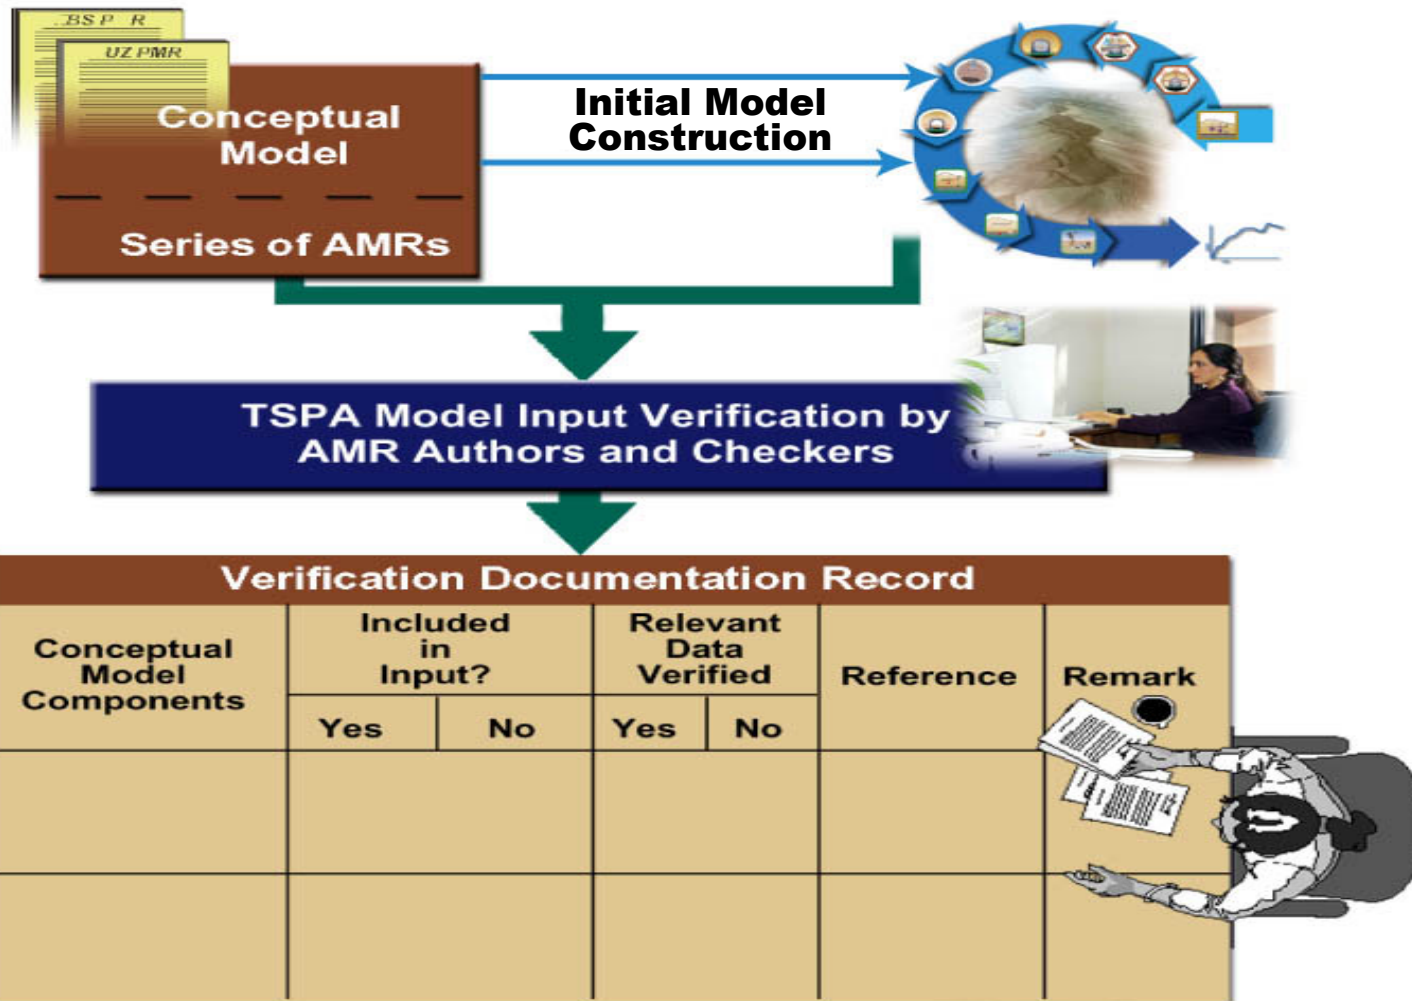 UZ PMR
Conceptual
Model
Series of AMRs
Initial Model
Construction
TSPA Model Input Verification by
AMR Authors and Checkers
Verification Documentation Record
Conceptual
Model
Components
Included
in
Input?
Yes
No
Relevant
Data
Verified
Yes
No
Reference
Remark